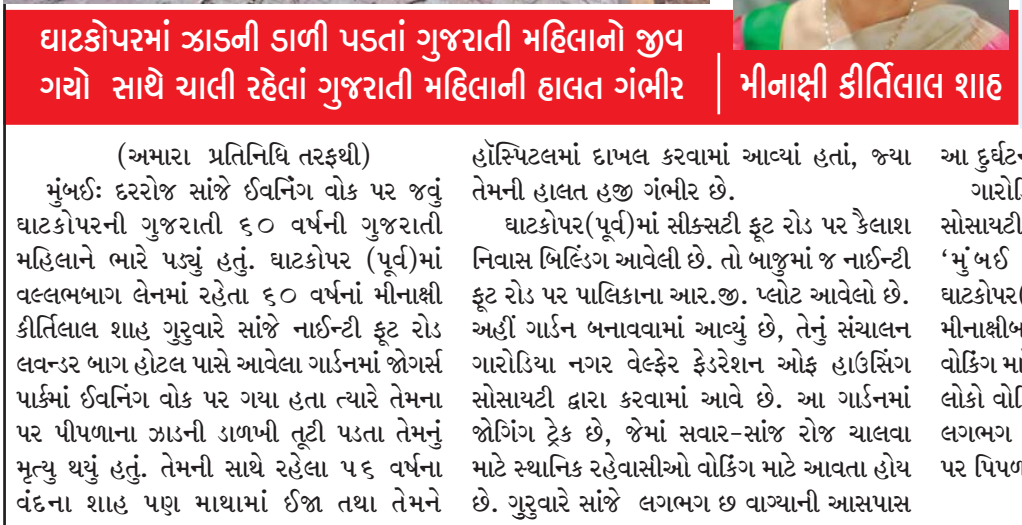 ઘાટકોપરમાં ઝાડની ડાળી પડતાં ગુજરાતી મહિલાનો જીવ
ગયો સાથે ચાલી રહેલાં ગુજરાતી મહિલાની હાલત ગંભીર
મીનાક્ષી કીર્તિલાલ શાહ
(અમારા પ્રતિનિધિ તરફથી)
મુંબઈઃ દરરોજ સાંજે ઈવનિંગ વોક પર જવું
ઘાટકોપરની ગુજરાતી ૬૦ વર્ષની ગુજરાતી
મહિલાને ભારે પડ્યું હતું. ઘાટકોપર (પૂર્વ)માં
વલ્લભબાગ લેનમાં રહેતા ૬૦ વર્ષનાં મીનાક્ષી
કીર્તિલાલ શાહ ગુરુવારે સાંજે નાઈન્ટી ફૂટ રોડ
લવન્ડર બાગ હોટલ પાસે આવેલા ગાર્ડનમાં જોગર્સ
પાર્કમાં ઈવનિંગ વોક પર ગયા હતા ત્યારે તેમના
પર પીપળાના ઝાડની ડાળખી તૂટી પડતા તેમનું
મૃત્યુ થયું હતું. તેમની સાથે રહેલા ૫૬ વર્ષના
વંદના શાહ પણ માથામાં ઈજા તથા તેમને
હૉસ્પિટલમાં દાખલ કરવામાં આવ્યાં હતાં, જ્યા
તેમની હાલત હજી ગંભીર છે.
ઘાટકોપર(પૂર્વ)માં સીક્સટી ફૂટ રોડ પર કૈલાશ
નિવાસ બિલ્ડિંગ આવેલી છે. તો બાજુમાં જ નાઈન્ટી
ફૂટ રોડ પર પાલિકાના આર.જી. પ્લોટ આવેલો છે.
અહીં ગાર્ડન બનાવવામાં આવ્યું છે, તેનું સંચાલન
ગારોડિયા નગર વેલ્ફેર ફેડરેશન ઓફ હાઉસિંગ
સોસાયટી દ્વારા કરવામાં આવે છે. આ ગાર્ડનમાં
જોગિંગ ટ્રેક છે, જેમાં સવાર-સાંજ રોજ ચાલવા
માટે સ્થાનિક રહેવાસીઓ વોકિંગ માટે આવતા હોય
છે. ગુરુવારે સાંજે લગભગ છ વાગ્યાની આસપાસ
આ
સોસાયટી
'મુંબઈ
ઘાટકોપર(
વોકિંગ
લોકો
લગભગ
પર